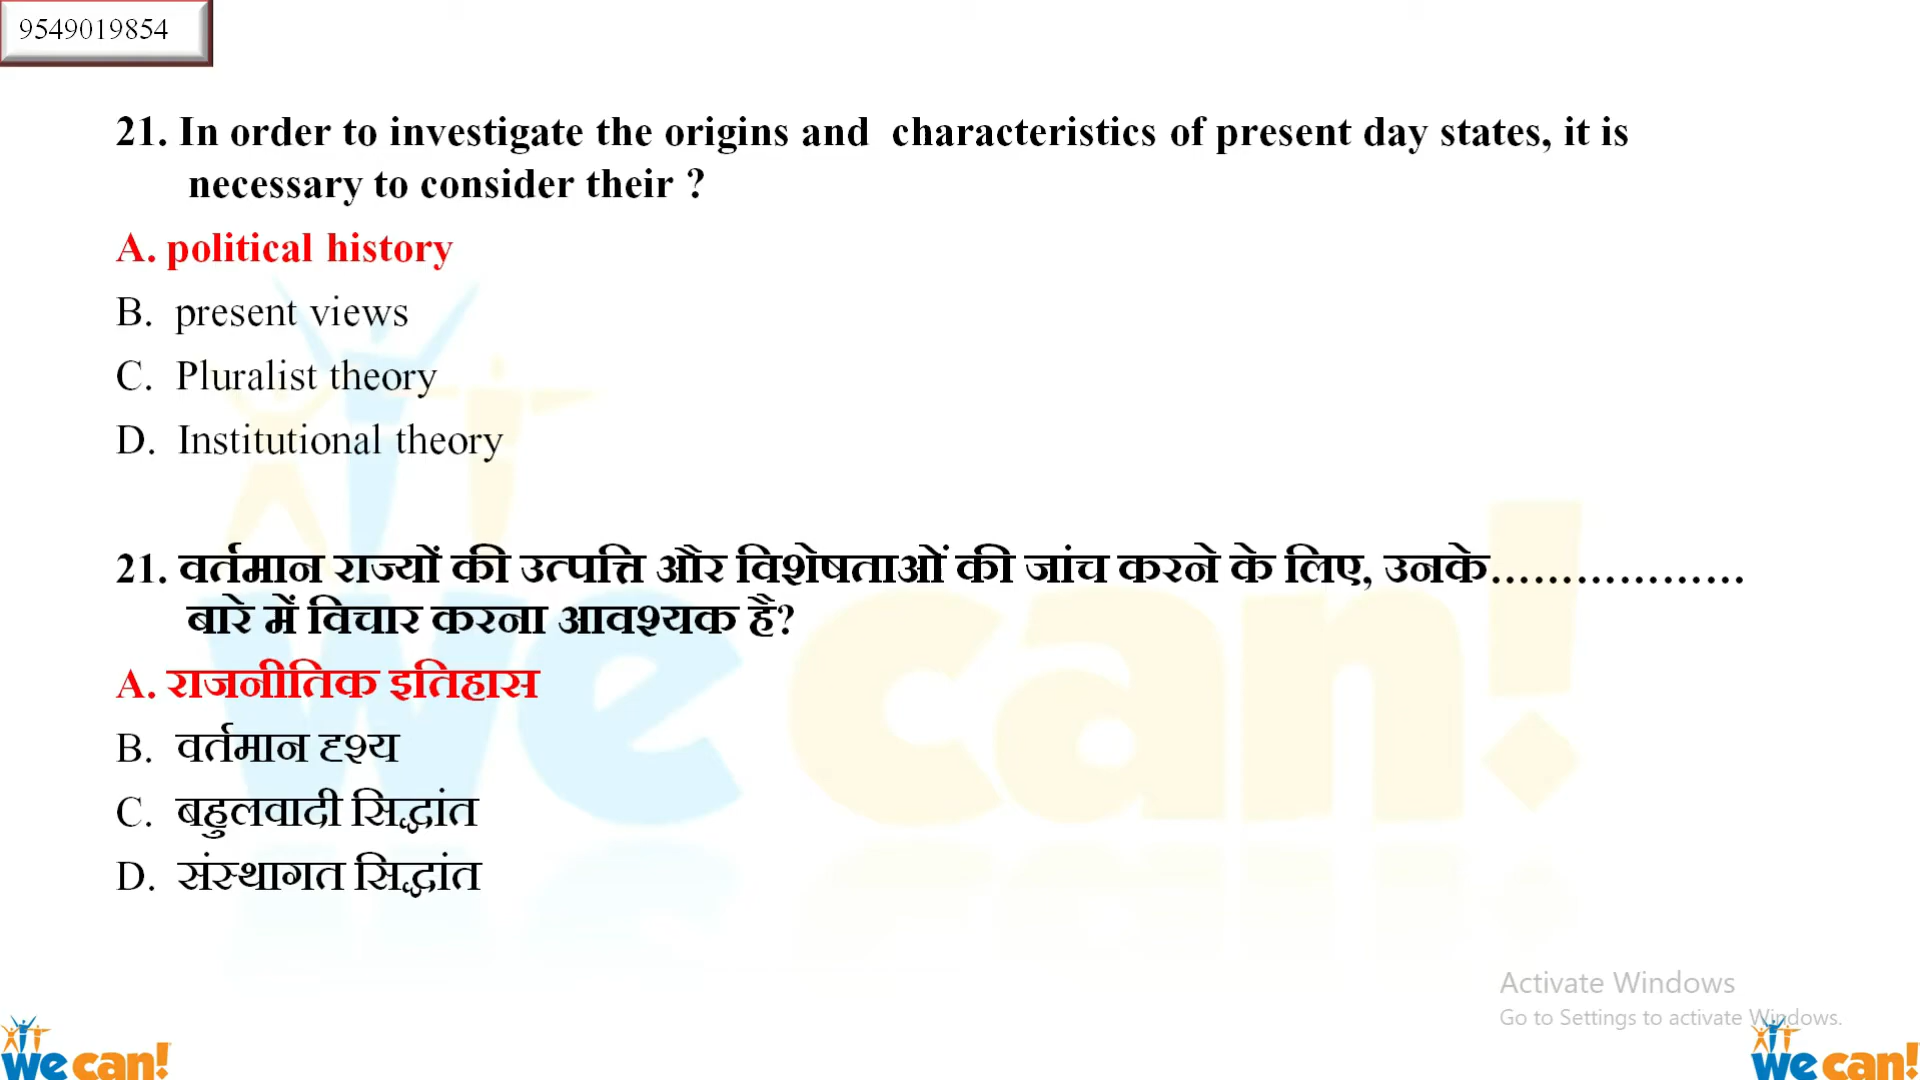 9549019854
21. In order to investigate the origins and characteristics of present day states, it is
necessary to consider their ?
A. political history
B. present views
C. Pluralist theory
D. Institutional theory
21. वर्तमान राज्यों की उत्पत्ति और विशेषताओं की जांच करने के लिए, उनके..................
बारे में विचार करना आवश्यक है?
A. राजनीतिक इतिहास
B. वर्तमान दृश्य
C. बहुलवादी सिद्धांत
D. संस्थागत सिद्धांत
we can!
Activate Windows
Go to Settings to activate Windows.
we can!
we can!